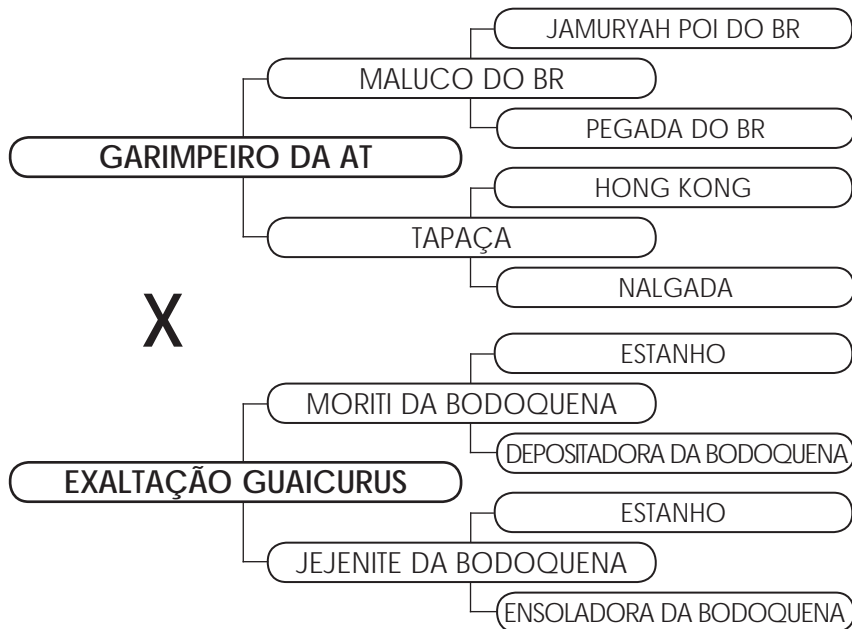 JAMURYAH POI DO BR
MALUCO DO BR
PEGADA DO BR
GARIMPEIRO DA AT
HONG KONG
TAPAÇA
NALGADA
X
ESTANHO
MORITI DA BODOQUENA
DEPOSITADORA DA BODOQUENA
EXALTAÇÃO GUAICURUS
ESTANHO
JEJENITE DA BODOQUENA
ENSOLADORA DA BODOQUENA